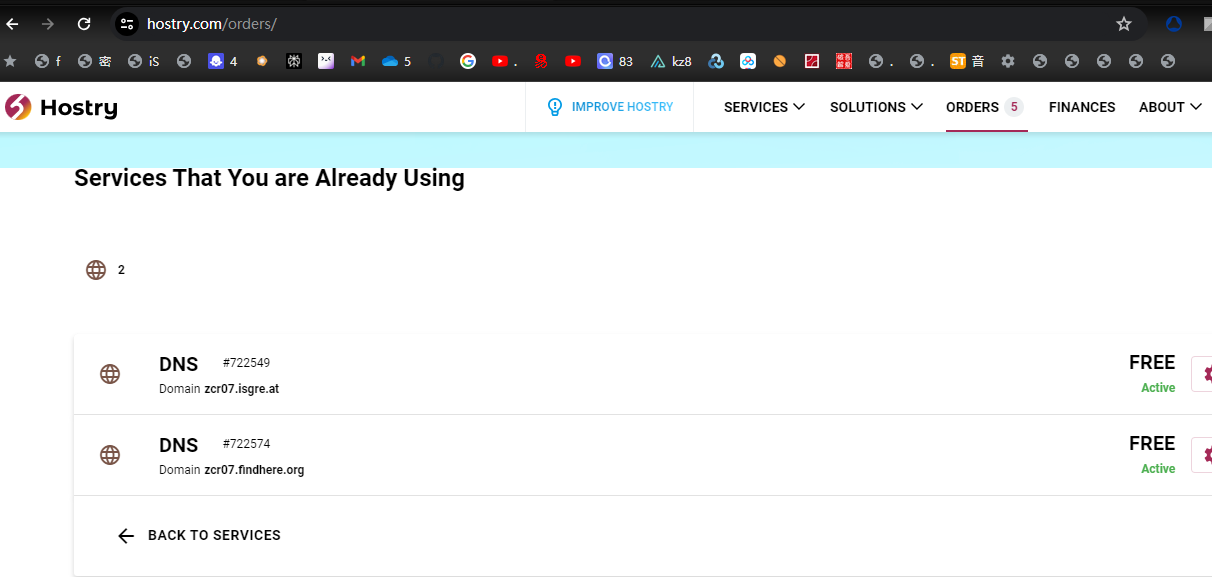 hostry.com/orders/
f 密 iS 4 5 . 83 kz8 . . ST 音
Hostry IMPROVE HOSTRY SERVICES SOLUTIONS ORDERS 5 FINANCES ABOUT
Services That You are Already Using
2
DNS #722549 FREE
Domain zcr07.isgre.at Active
DNS #722574 FREE
Domain zcr07.findhere.org Active
BACK TO SERVICES